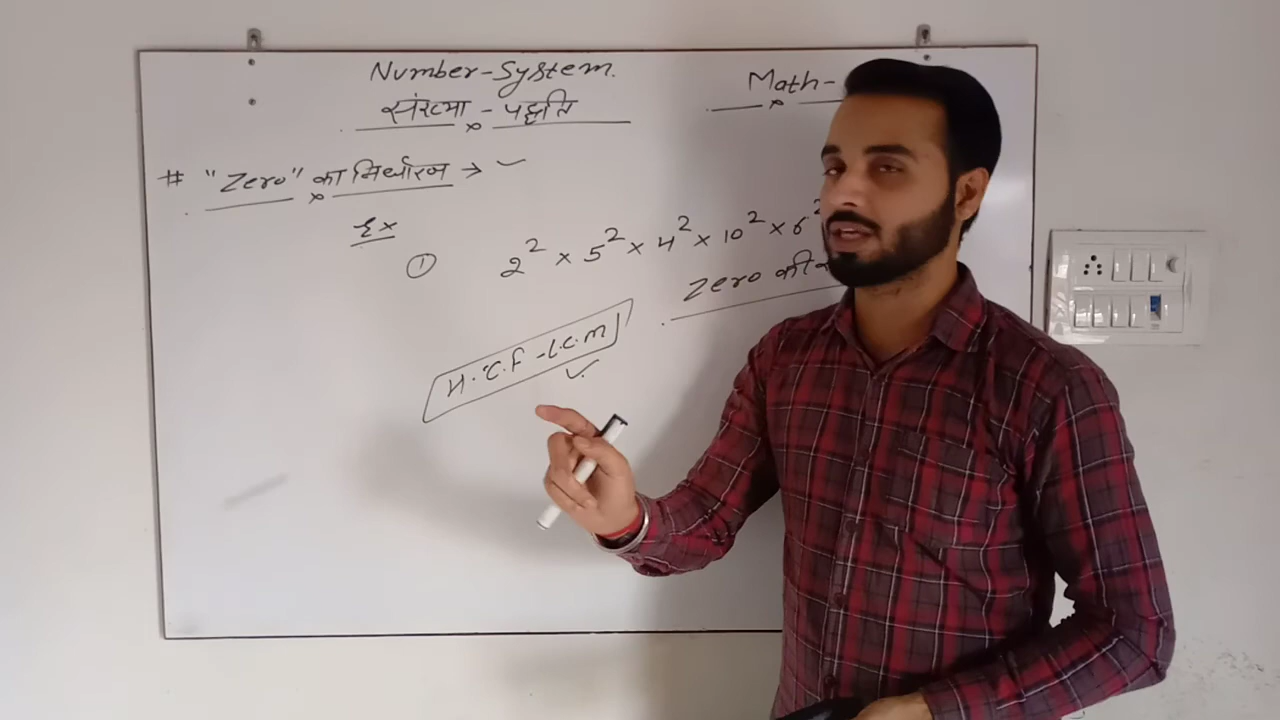 Number-System.
Math-
संख्या - पद्धति
# "Zero" का निर्धारण →
Ex
① 2² × 5² × 4² × 10² × 6²
Zero की
H.C.F - L.C.M